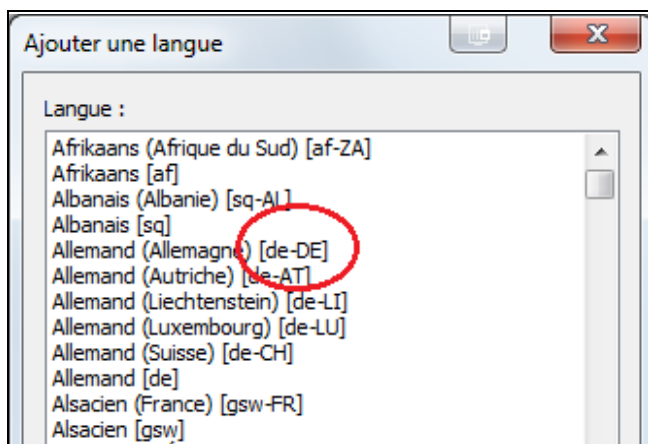 Ajouter une langue
Langue :
Afrikaans (Afrique du Sud) [af-ZA]
Afrikaans [af]
Albanais (Albanie) [sq-AL]
Albanais [sq]
Allemand (Allemagne) [de-DE]
Allemand (Autriche) [de-AT]
Allemand (Liechtenstein) [de-LI]
Allemand (Luxembourg) [de-LU]
Allemand (Suisse) [de-CH]
Allemand [de]
Alsacien (France) [gsw-FR]
Alsacien [gsw]